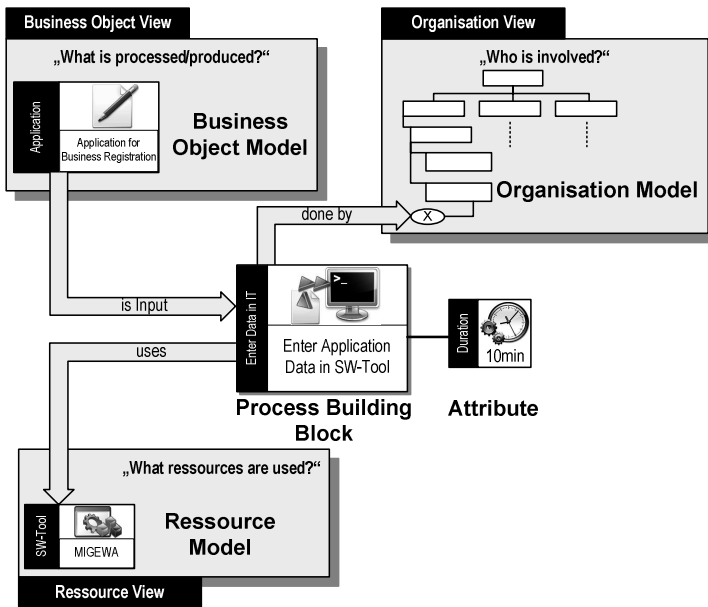 Business Object View
„What is processed/produced?“
Application
Application for
Business Registration
Business
Object Model
Organisation View
„Who is involved?“
Organisation Model
X
done by
is Input
uses
Enter Data in IT
>_
Enter Application
Data in SW-Tool
Process Building
Block
Duration
10min
Attribute
„What ressources are used?“
SW-Tool
MIGEWA
Ressource
Model
Ressource View